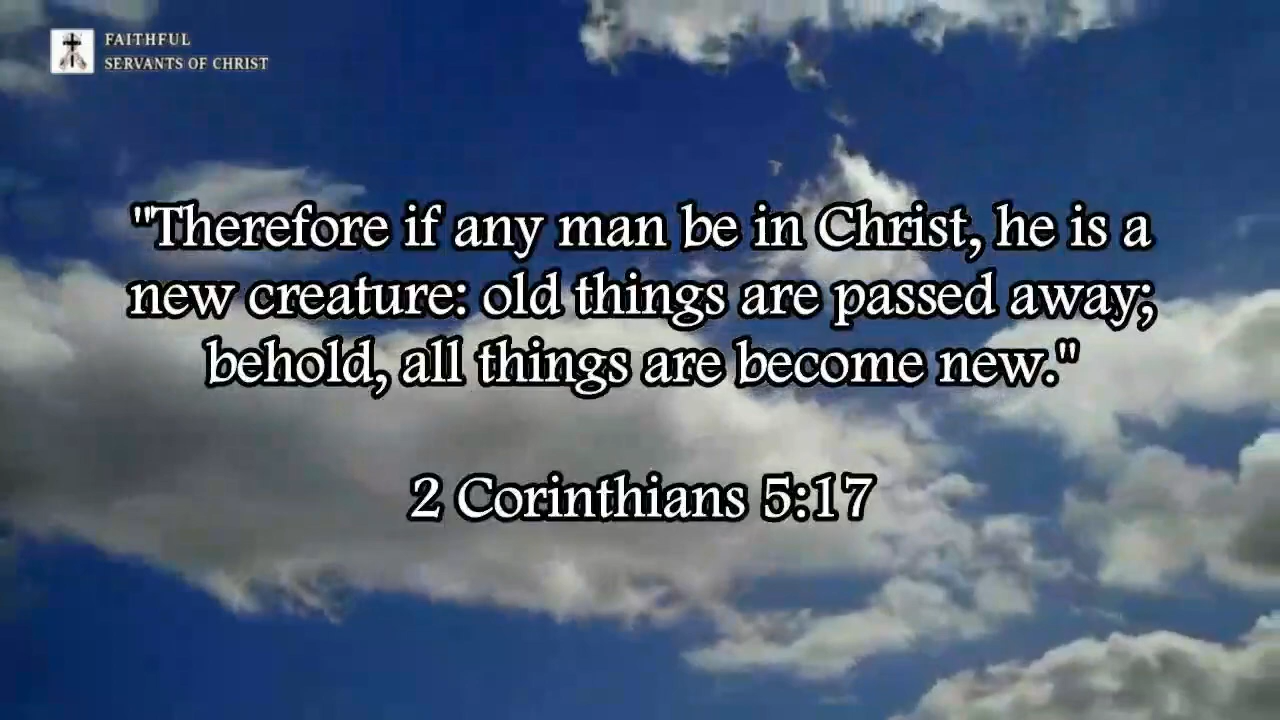 FAITHFUL
SERVANTS OF CHRIST
"Therefore if any man be in Christ, he is a
new creature: old things are passed away;
behold, all things are become new."
2 Corinthians 5:17